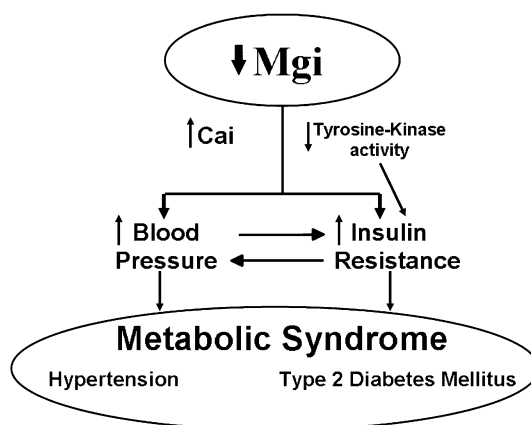 Mgi
Cai
Tyrosine-Kinase
activity
Blood
Pressure
Insulin
Resistance
Metabolic Syndrome
Hypertension
Type 2 Diabetes Mellitus